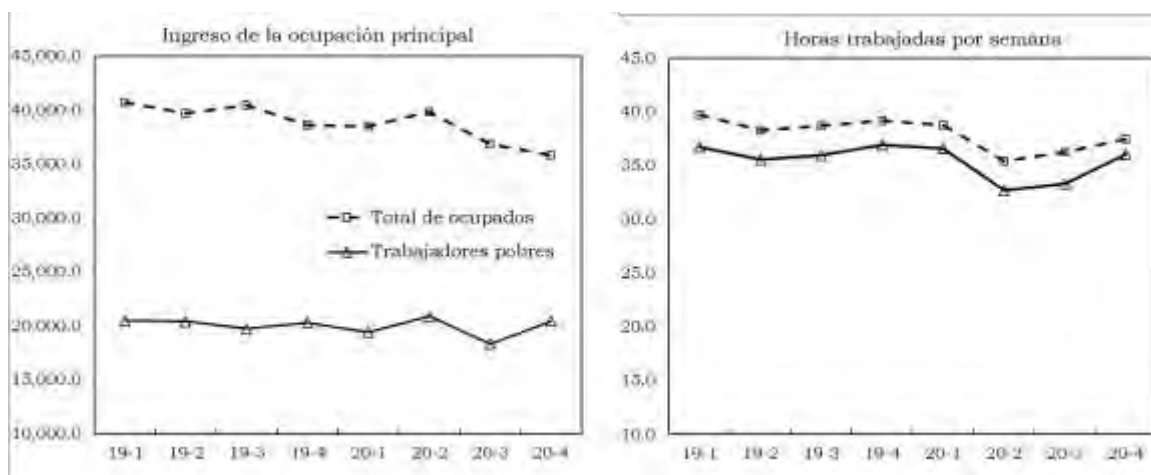 Ingreso de la ocupación principal
45,000.0
40,000.0
35,000.0
30,000.0
25,000.0
20,000.0
15,000.0
10,000.0
Total de ocupados
Trabajadores pobres
19-1 19-2 19-3 19-4 20-1 20-2 20-3 20-4
Horas trabajadas por semana
45.0
40.0
35.0
30.0
25.0
20.0
15.0
10.0
19-1 19-2 19-3 19-4 20-1 20-2 20-3 20-4